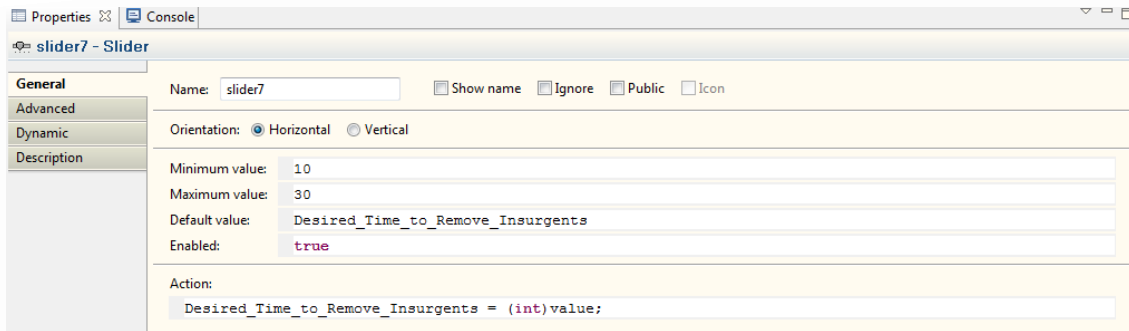 Properties Console
slider7 - Slider
General
Advanced
Dynamic
Description
Name: slider7 Show name Ignore Public Icon
Orientation: Horizontal Vertical
Minimum value: 10
Maximum value: 30
Default value: Desired_Time_to_Remove_Insurgents
Enabled: true
Action:
Desired_Time_to_Remove_Insurgents = (int)value;